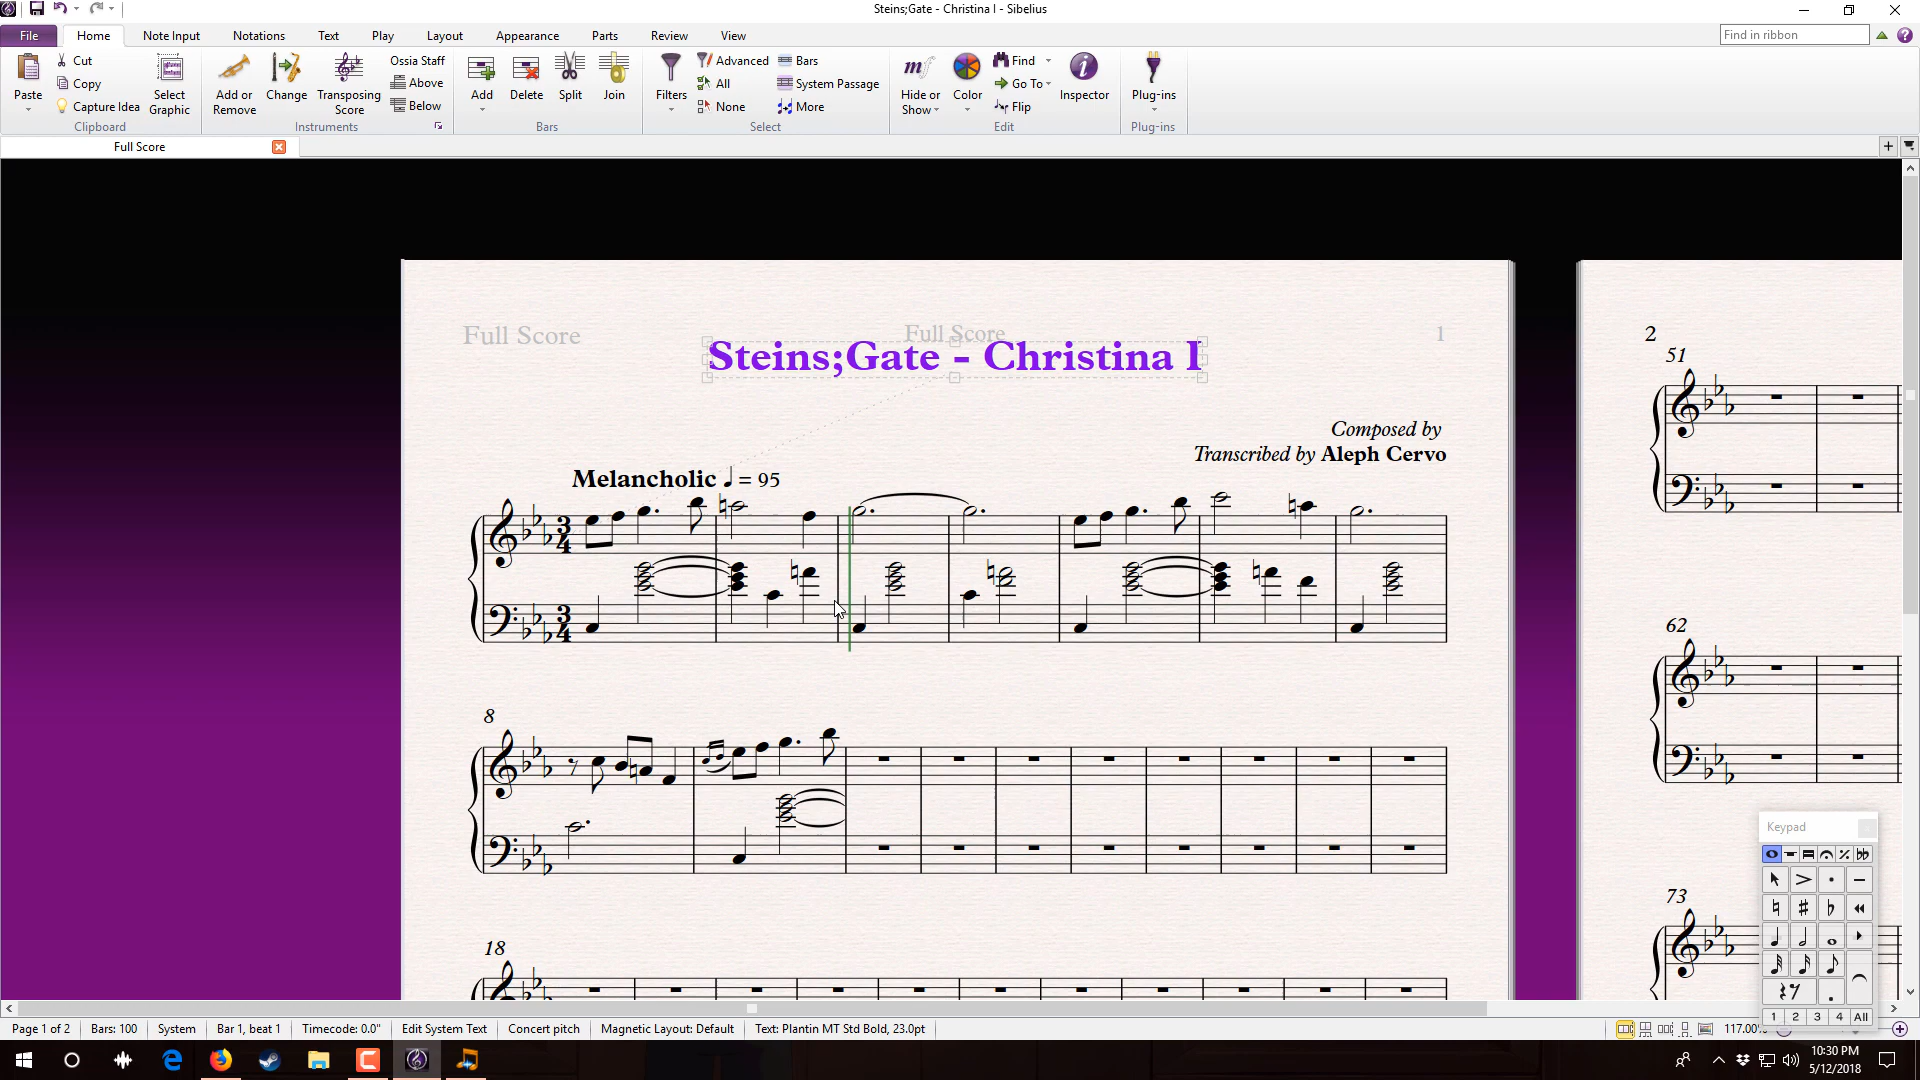 Steins;Gate - Christina I - Sibelius
File Home Note Input Notations Text Play Layout Appearance Parts Review View Find in ribbon
Paste Cut Copy Capture Idea Select Graphic
Clipboard
Add or Remove Change Transposing Score Ossia Staff Above Below
Instruments
Add Delete Split Join
Bars
Filters Advanced All None Bars System Passage More
Select
Hide or Show Color Find Go To Flip Inspector
Edit
Plug-ins
Plug-ins
Full Score
Full Score Full Score 1
Steins;Gate - Christina I
Composed by
Transcribed by Aleph Cervo
Melancholic ♩ = 95
3
4
3
4
8
18
2
51
62
73
Keypad
1 2 3 4 All
Page 1 of 2 Bars: 100 System Bar 1, beat 1 Timecode: 0.0" Edit System Text Concert pitch Magnetic Layout: Default Text: Plantin MT Std Bold, 23.0pt 117.00%
10:30 PM
5/12/2018